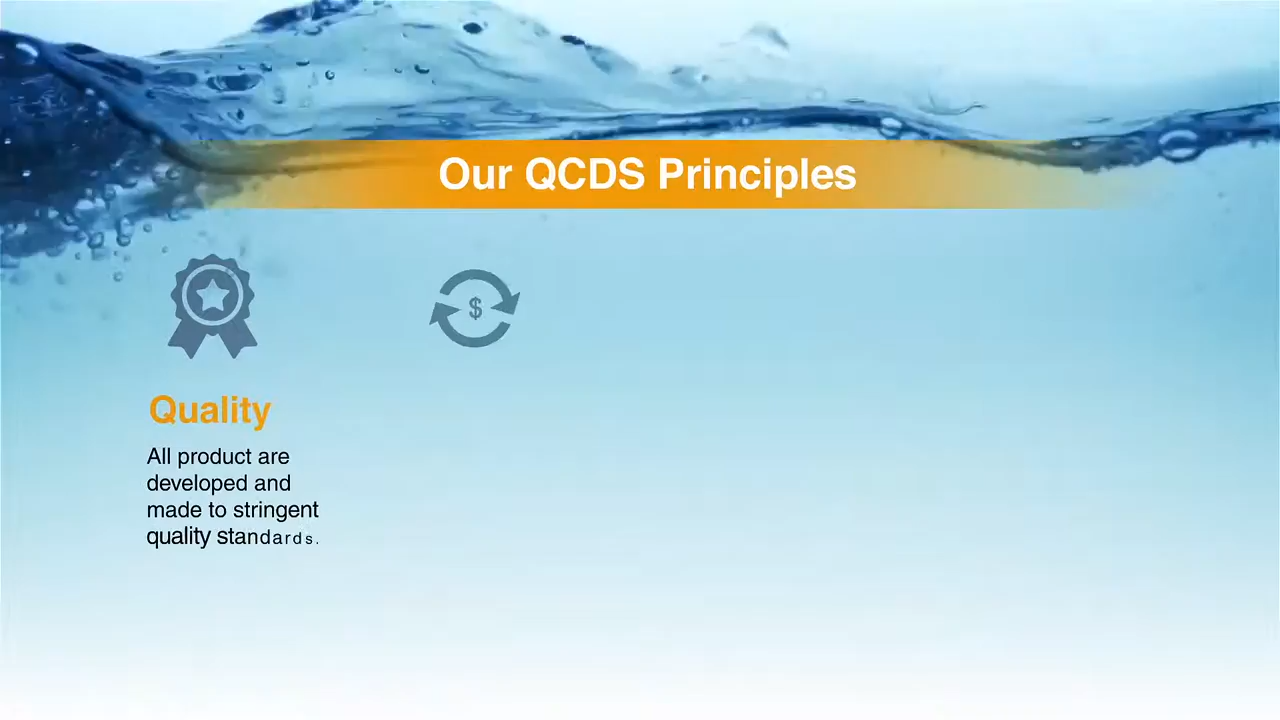 Our QCDS Principles
$
Quality
All product are
developed and
made to stringent
quality standards.